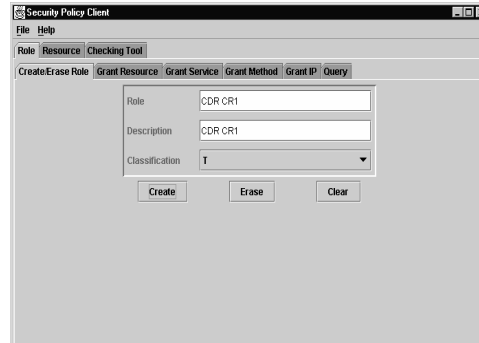 Security Policy Client
File Help
Role Resource Checking Tool
Create/Erase Role Grant Resource Grant Service Grant Method Grant IP Query
Role CDR CR1
Description CDR CR1
Classification T
Create Erase Clear